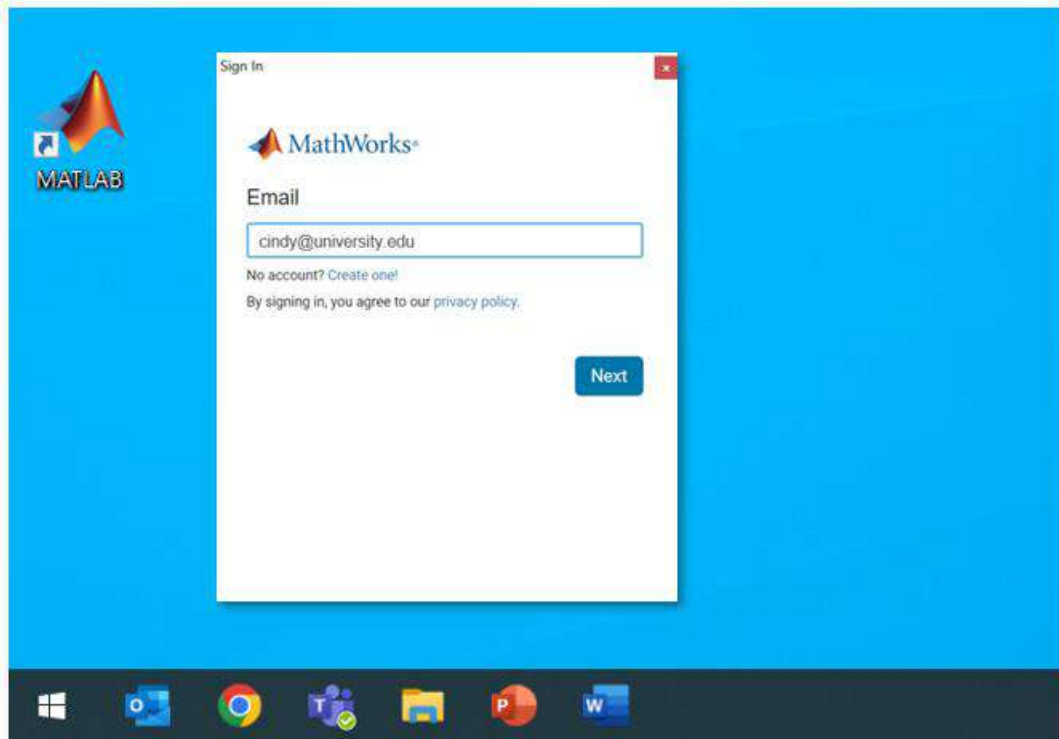 Sign In
MathWorks®
MATLAB
Email
cindy@university.edu
No account? Create one!
By signing in, you agree to our privacy policy.
Next
O
T
P
W